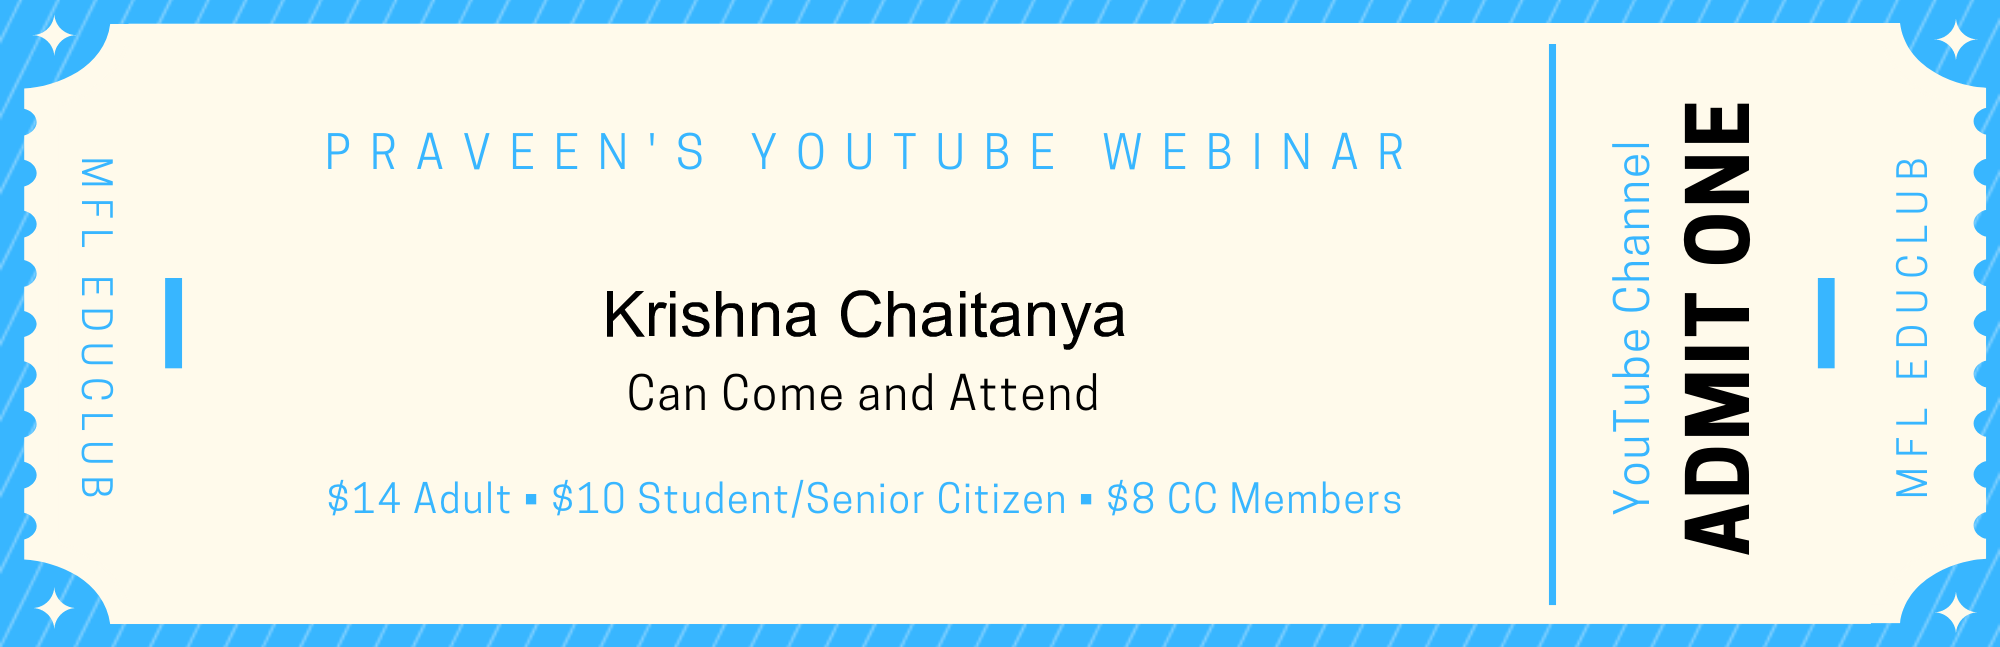 MFL EDUCLUB
PRAVEEN'S YOUTUBE WEBINAR
Krishna Chaitanya
Can Come and Attend
$14 Adult ▪ $10 Student/Senior Citizen ▪ $8 CC Members
YouTube Channel
ADMIT ONE
MFL EDUCLUB